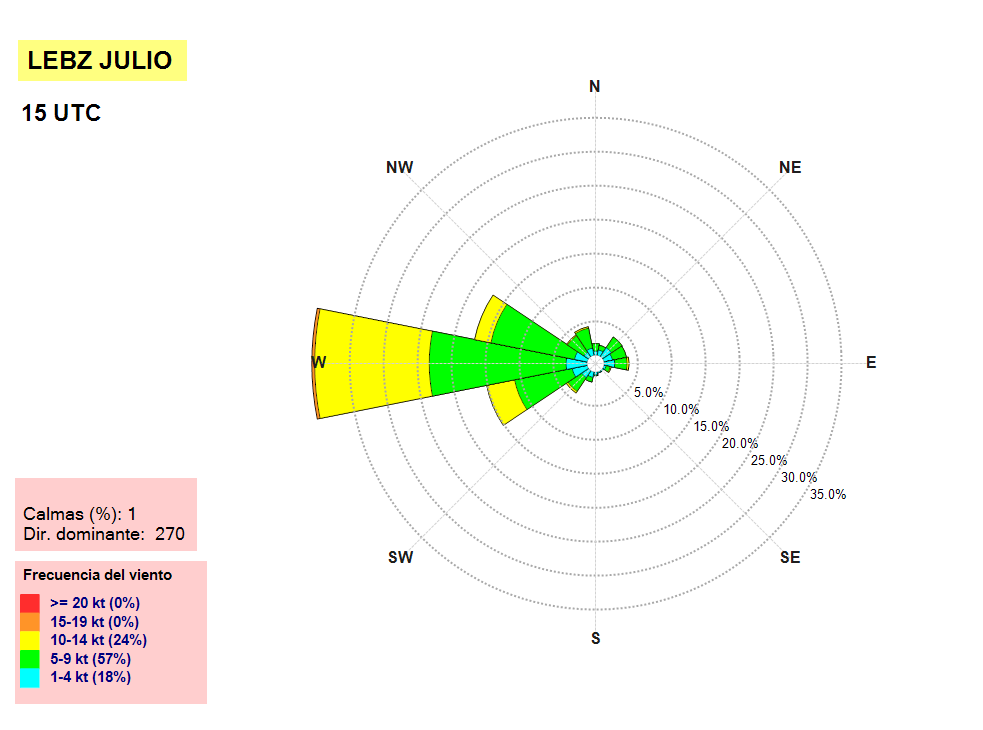 LEBZ JULIO
15 UTC
N
NW
NE
W
E
5.0%
10.0%
15.0%
20.0%
25.0%
30.0%
35.0%
SW
SE
S
Calmas (%): 1
Dir. dominante: 270
Frecuencia del viento
>= 20 kt (0%)
15-19 kt (0%)
10-14 kt (24%)
5-9 kt (57%)
1-4 kt (18%)